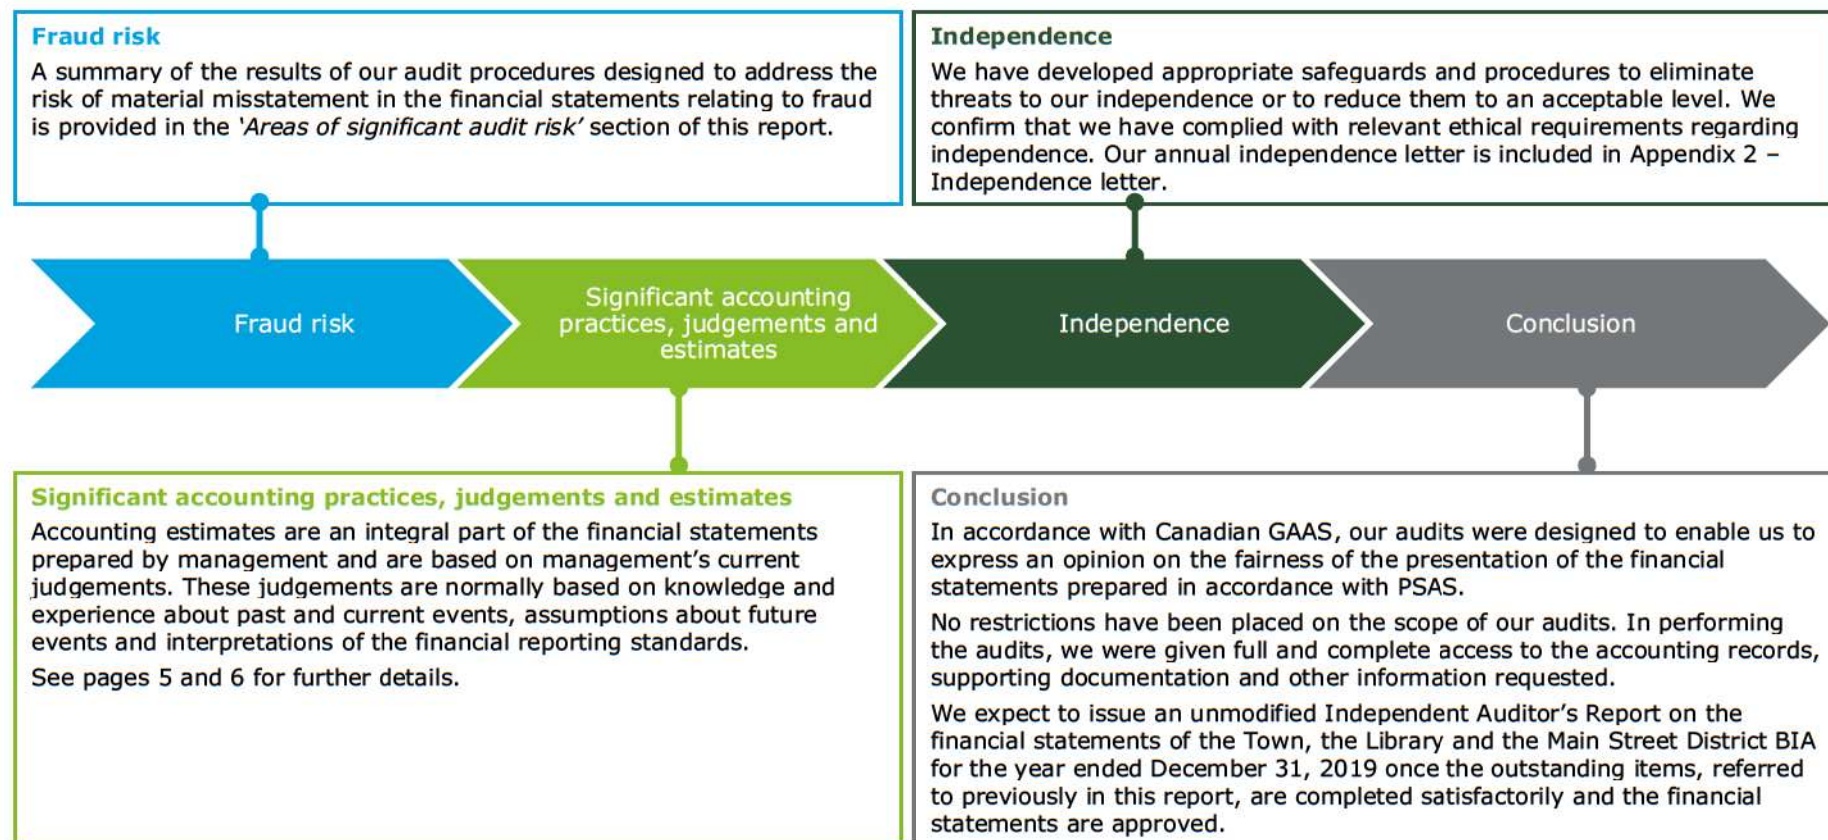 Fraud risk
A summary of the results of our audit procedures designed to address the
risk of material misstatement in the financial statements relating to fraud
is provided in the ‘Areas of significant audit risk’ section of this report.
Independence
We have developed appropriate safeguards and procedures to eliminate
threats to our independence or to reduce them to an acceptable level. We
confirm that we have complied with relevant ethical requirements regarding
independence. Our annual independence letter is included in Appendix 2 –
Independence letter.
Fraud risk
Significant accounting
practices, judgements and
estimates
Independence
Conclusion
Significant accounting practices, judgements and estimates
Accounting estimates are an integral part of the financial statements
prepared by management and are based on management’s current
judgements. These judgements are normally based on knowledge and
experience about past and current events, assumptions about future
events and interpretations of the financial reporting standards.
See pages 5 and 6 for further details.
Conclusion
In accordance with Canadian GAAS, our audits were designed to enable us to
express an opinion on the fairness of the presentation of the financial
statements prepared in accordance with PSAS.
No restrictions have been placed on the scope of our audits. In performing
the audits, we were given full and complete access to the accounting records,
supporting documentation and other information requested.
We expect to issue an unmodified Independent Auditor’s Report on the
financial statements of the Town, the Library and the Main Street District BIA
for the year ended December 31, 2019 once the outstanding items, referred
to previously in this report, are completed satisfactorily and the financial
statements are approved.